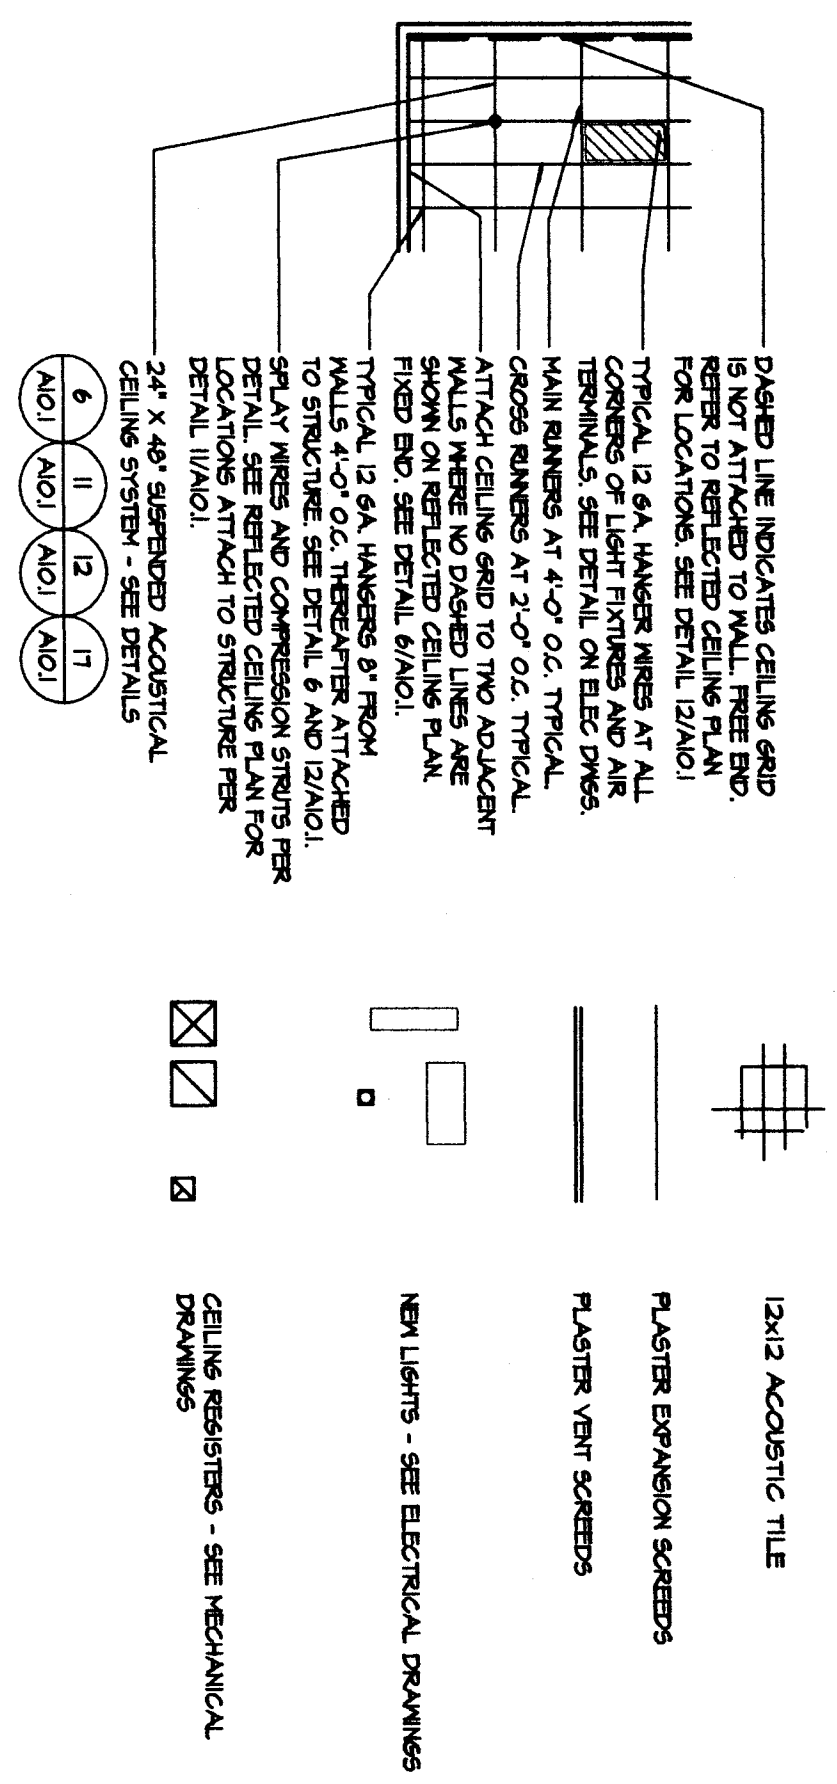 DASHED LINE INDICATES CEILING GRID
IS NOT ATTACHED TO WALL. FREE END.
REFER TO REFLECTED CEILING PLAN
FOR LOCATIONS. SEE DETAIL 12/A10.1
TYPICAL 12 GA. HANGER WIRES AT ALL
CORNERS OF LIGHT FIXTURES AND AIR
TERMINALS. SEE DETAIL ON ELEC DWGS.
MAIN RUNNERS AT 4'-0" O.C. TYPICAL.
CROSS RUNNERS AT 2'-0" O.C. TYPICAL.
ATTACH CEILING GRID TO TWO ADJACENT
WALLS WHERE NO DASHED LINES ARE
SHOWN ON REFLECTED CEILING PLAN.
FIXED END. SEE DETAIL 6/A10.1.
TYPICAL 12 GA. HANGERS 8" FROM
WALLS 4'-0" O.C. THEREAFTER ATTACHED
TO STRUCTURE. SEE DETAIL 6 AND 12/A10.1.
SPLAY WIRES AND COMPRESSION STRUTS PER
DETAIL. SEE REFLECTED CEILING PLAN FOR
LOCATIONS ATTACH TO STRUCTURE PER
DETAIL 11/A10.1.
24" X 48" SUSPENDED ACOUSTICAL
CEILING SYSTEM - SEE DETAILS
6 11 12 17
A10.1 A10.1 A10.1 A10.1
12x12 ACOUSTIC TILE
PLASTER EXPANSION SCREEDS
PLASTER VENT SCREEDS
NEW LIGHTS - SEE ELECTRICAL DRAWINGS
CEILING REGISTERS - SEE MECHANICAL
DRAWINGS